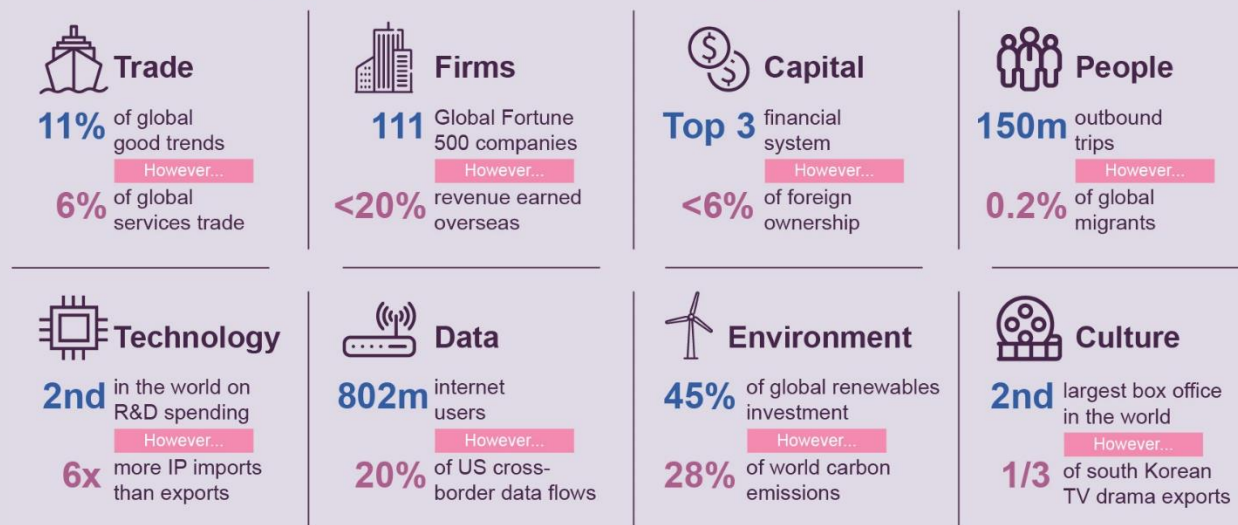 Trade
11% of global
good trends
However...
6% of global
services trade
Firms
111 Global Fortune
500 companies
However...
<20% revenue earned
overseas
Capital
Top 3 financial
system
However...
<6% of foreign
ownership
People
150m outbound
trips
However...
0.2% of global
migrants
Technology
2nd in the world on
R&D spending
However...
6x more IP imports
than exports
Data
802m internet
users
However...
20% of US cross-
border data flows
Environment
45% of global renewables
investment
However...
28% of world carbon
emissions
Culture
2nd largest box office
in the world
However...
1/3 of south Korean
TV drama exports